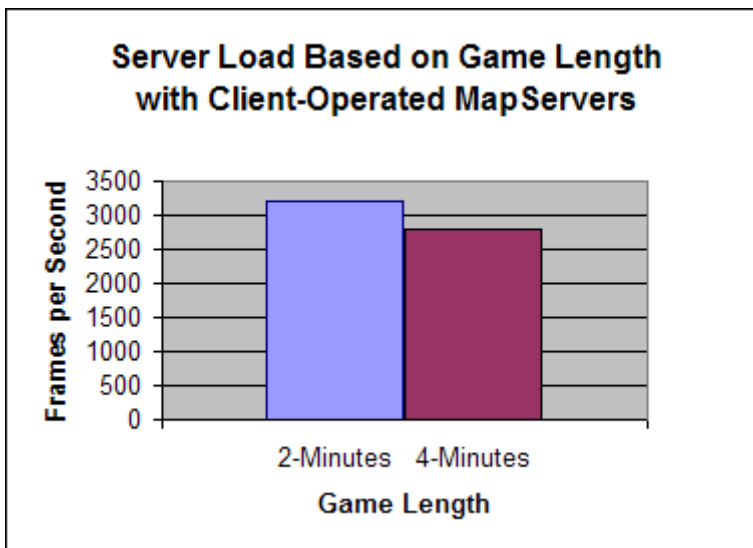 Server Load Based on Game Length
with Client-Operated MapServers
Frames per Second
3500
3000
2500
2000
1500
1000
500
0
2-Minutes 4-Minutes
Game Length